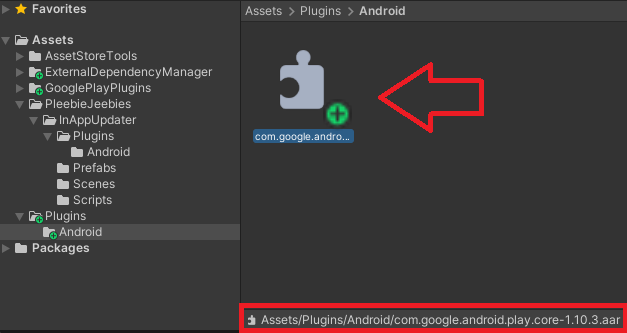 Favorites
Assets
AssetStoreTools
ExternalDependencyManager
GooglePlayPlugins
PleebieJeebies
InAppUpdater
Plugins
Android
Prefabs
Scenes
Scripts
Plugins
Android
Packages
Assets > Plugins > Android
com.google.andro...
Assets/Plugins/Android/com.google.android.play.core-1.10.3.aar